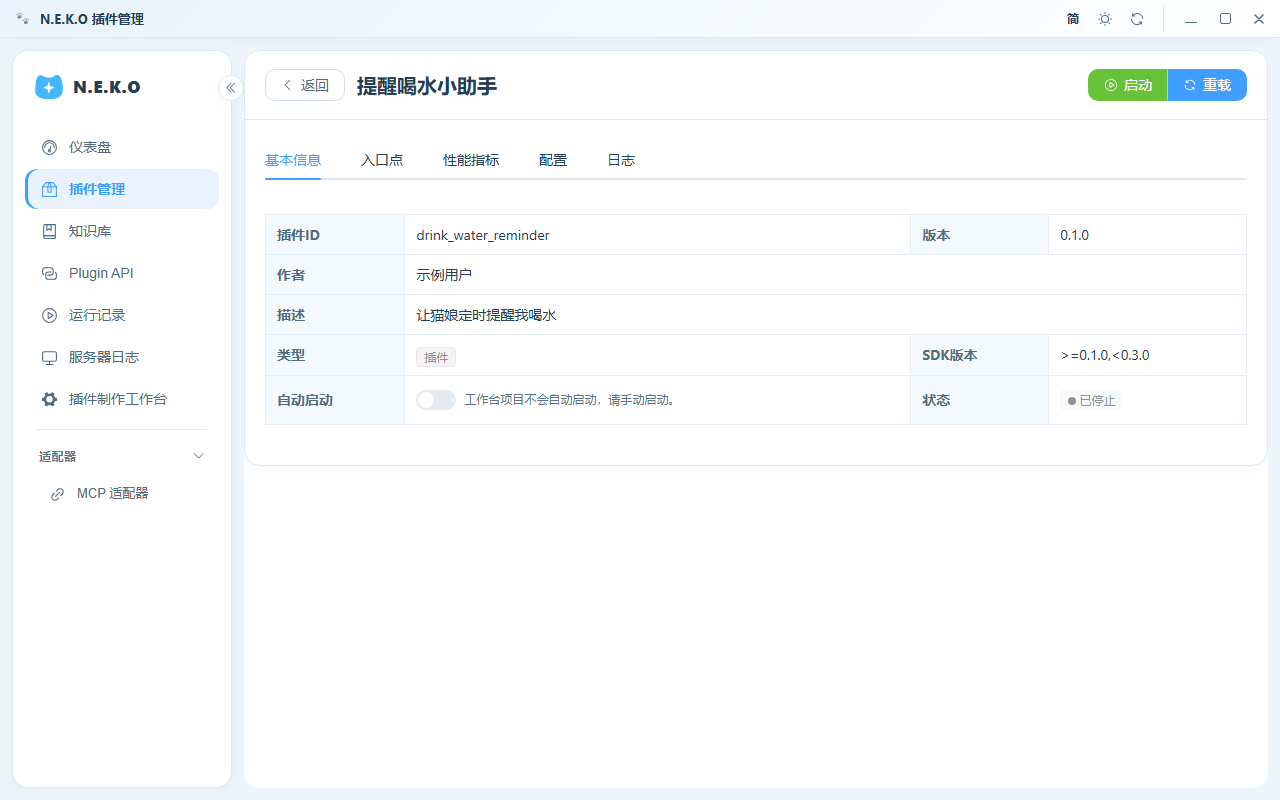 N.E.K.O 插件管理
简
N.E.K.O
仪表盘
插件管理
知识库
Plugin API
运行记录
服务器日志
插件制作工作台
适配器
MCP 适配器
返回
提醒喝水小助手
启动
重载
基本信息 入口点 性能指标 配置 日志
插件ID drink_water_reminder 版本 0.1.0
作者 示例用户
描述 让猫娘定时提醒我喝水
类型 插件 SDK版本 >=0.1.0,<0.3.0
自动启动 工作台项目不会自动启动，请手动启动。 状态 已停止